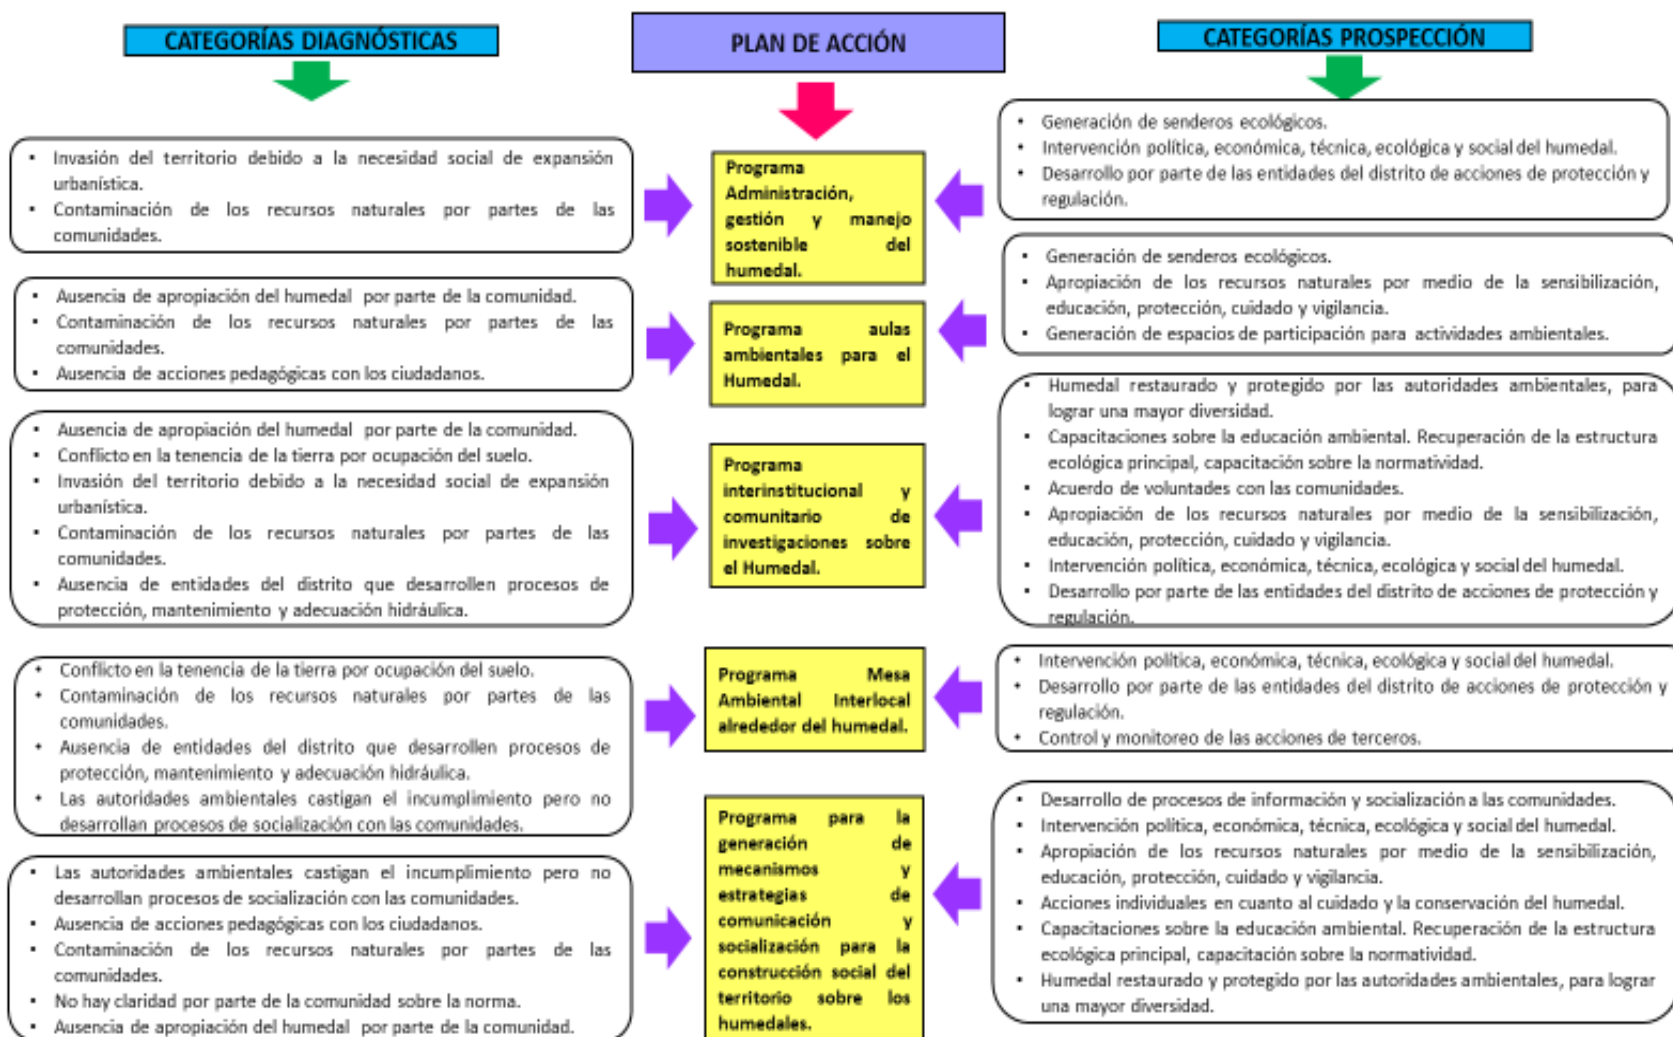 CATEGORÍAS DIAGNÓSTICAS
PLAN DE ACCIÓN
CATEGORÍAS PROSPECCIÓN
• Invasión del territorio debido a la necesidad social de expansión
urbanística.
• Contaminación de los recursos naturales por partes de las
comunidades.
Programa
Administración,
gestión y manejo
sostenible del
humedal.
• Generación de senderos ecológicos.
• Intervención política, económica, técnica, ecológica y social del humedal.
• Desarrollo por parte de las entidades del distrito de acciones de protección y
regulación.
• Ausencia de apropiación del humedal por parte de la comunidad.
• Contaminación de los recursos naturales por partes de las
comunidades.
• Ausencia de acciones pedagógicas con los ciudadanos.
Programa aulas
ambientales para el
Humedal.
• Generación de senderos ecológicos.
• Apropiación de los recursos naturales por medio de la sensibilización,
educación, protección, cuidado y vigilancia.
• Generación de espacios de participación para actividades ambientales.
• Ausencia de apropiación del humedal por parte de la comunidad.
• Conflicto en la tenencia de la tierra por ocupación del suelo.
• Invasión del territorio debido a la necesidad social de expansión
urbanística.
• Contaminación de los recursos naturales por partes de las
comunidades.
• Ausencia de entidades del distrito que desarrollen procesos de
protección, mantenimiento y adecuación hidráulica.
Programa
interinstitucional y
comunitario de
investigaciones sobre
el Humedal.
• Humedal restaurado y protegido por las autoridades ambientales, para
lograr una mayor diversidad.
• Capacitaciones sobre la educación ambiental. Recuperación de la estructura
ecológica principal, capacitación sobre la normatividad.
• Acuerdo de voluntades con las comunidades.
• Apropiación de los recursos naturales por medio de la sensibilización,
educación, protección, cuidado y vigilancia.
• Intervención política, económica, técnica, ecológica y social del humedal.
• Desarrollo por parte de las entidades del distrito de acciones de protección y
regulación.
• Conflicto en la tenencia de la tierra por ocupación del suelo.
• Contaminación de los recursos naturales por partes de las
comunidades.
• Ausencia de entidades del distrito que desarrollen procesos de
protección, mantenimiento y adecuación hidráulica.
• Las autoridades ambientales castigan el incumplimiento pero no
desarrollan procesos de socialización con las comunidades.
Programa Mesa
Ambiental Interlocal
alrededor del humedal.
• Intervención política, económica, técnica, ecológica y social del humedal.
• Desarrollo por parte de las entidades del distrito de acciones de protección y
regulación.
• Control y monitoreo de las acciones de terceros.
• Las autoridades ambientales castigan el incumplimiento pero no
desarrollan procesos de socialización con las comunidades.
• Ausencia de acciones pedagógicas con los ciudadanos.
• Contaminación de los recursos naturales por partes de las
comunidades.
• No hay claridad por parte de la comunidad sobre la norma.
• Ausencia de apropiación del humedal por parte de la comunidad.
Programa para la
generación de
mecanismos y
estrategias de
comunicación y
socialización para la
construcción social del
territorio sobre los
humedales.
• Desarrollo de procesos de información y socialización a las comunidades.
• Intervención política, económica, técnica, ecológica y social del humedal.
• Apropiación de los recursos naturales por medio de la sensibilización,
educación, protección, cuidado y vigilancia.
• Acciones individuales en cuanto al cuidado y la conservación del humedal.
• Capacitaciones sobre la educación ambiental. Recuperación de la estructura
ecológica principal, capacitación sobre la normatividad.
• Humedal restaurado y protegido por las autoridades ambientales, para lograr
una mayor diversidad.